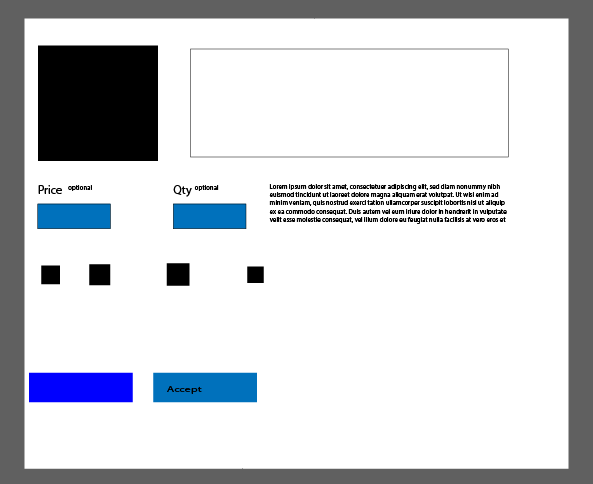 Price optional
Qty optional
Lorem ipsum dolor sit amet, consectetuer adipiscing elit, sed diam nonummy nibh
euismod tincidunt ut laoreet dolore magna aliquam erat volutpat. Ut wisi enim ad
minim veniam, quis nostrud exerci tation ullamcorper suscipit lobortis nisl ut aliquip
ex ea commodo consequat. Duis autem vel eum iriure dolor in hendrerit in vulputate
velit esse molestie consequat, vel illum dolore eu feugiat nulla facilisis at vero eros et
Accept